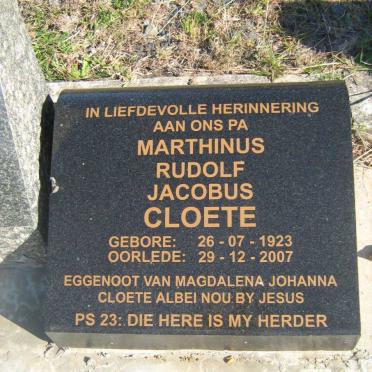 IN LIEFDEVOLLE HERINNERING
AAN ONS PA
MARTHINUS
RUDOLF
JACOBUS
CLOETE
GEBORE: 26 - 07 - 1923
OORLEDE: 29 - 12 - 2007
EGGENOOT VAN MAGDALENA JOHANNA
CLOETE ALBEI NOU BY JESUS
PS 23: DIE HERE IS MY HERDER